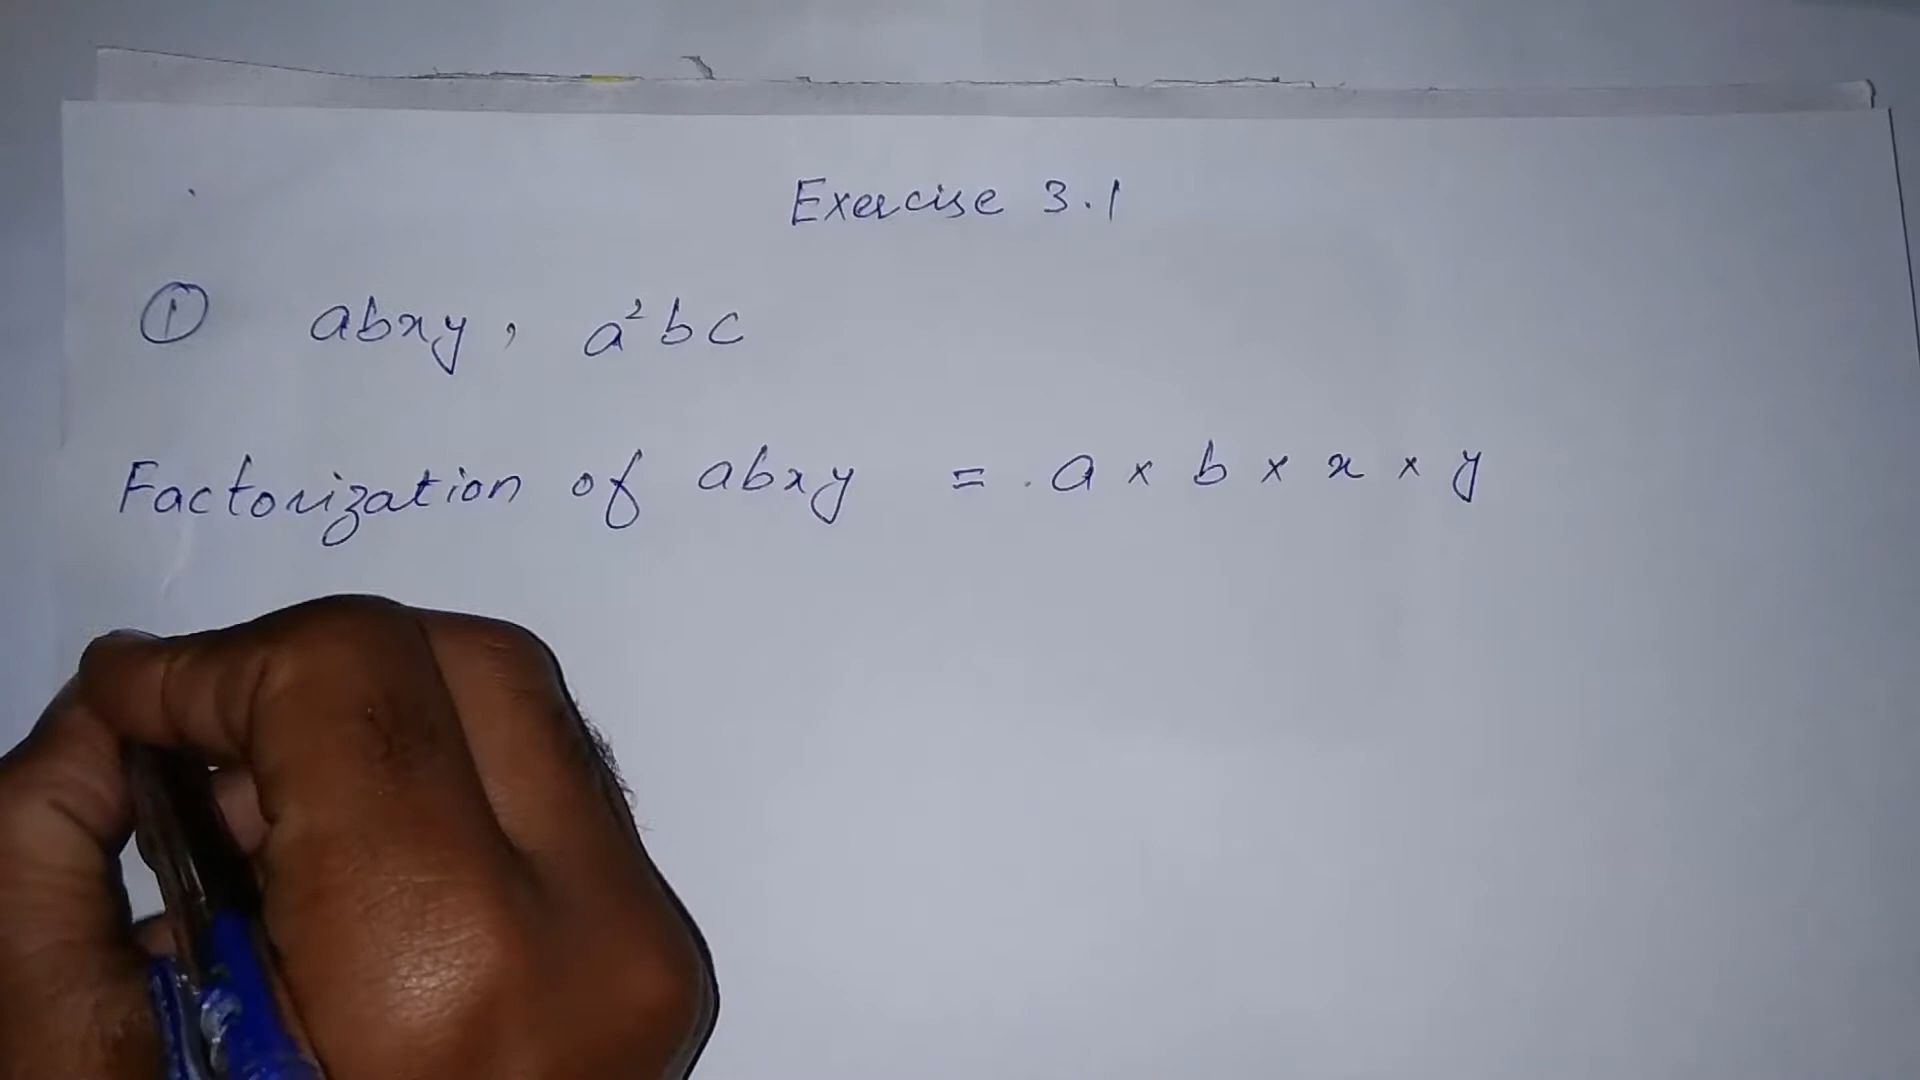 Exercise 3.1
① abxy, a²bc
Factorization of abxy = a × b × x × y